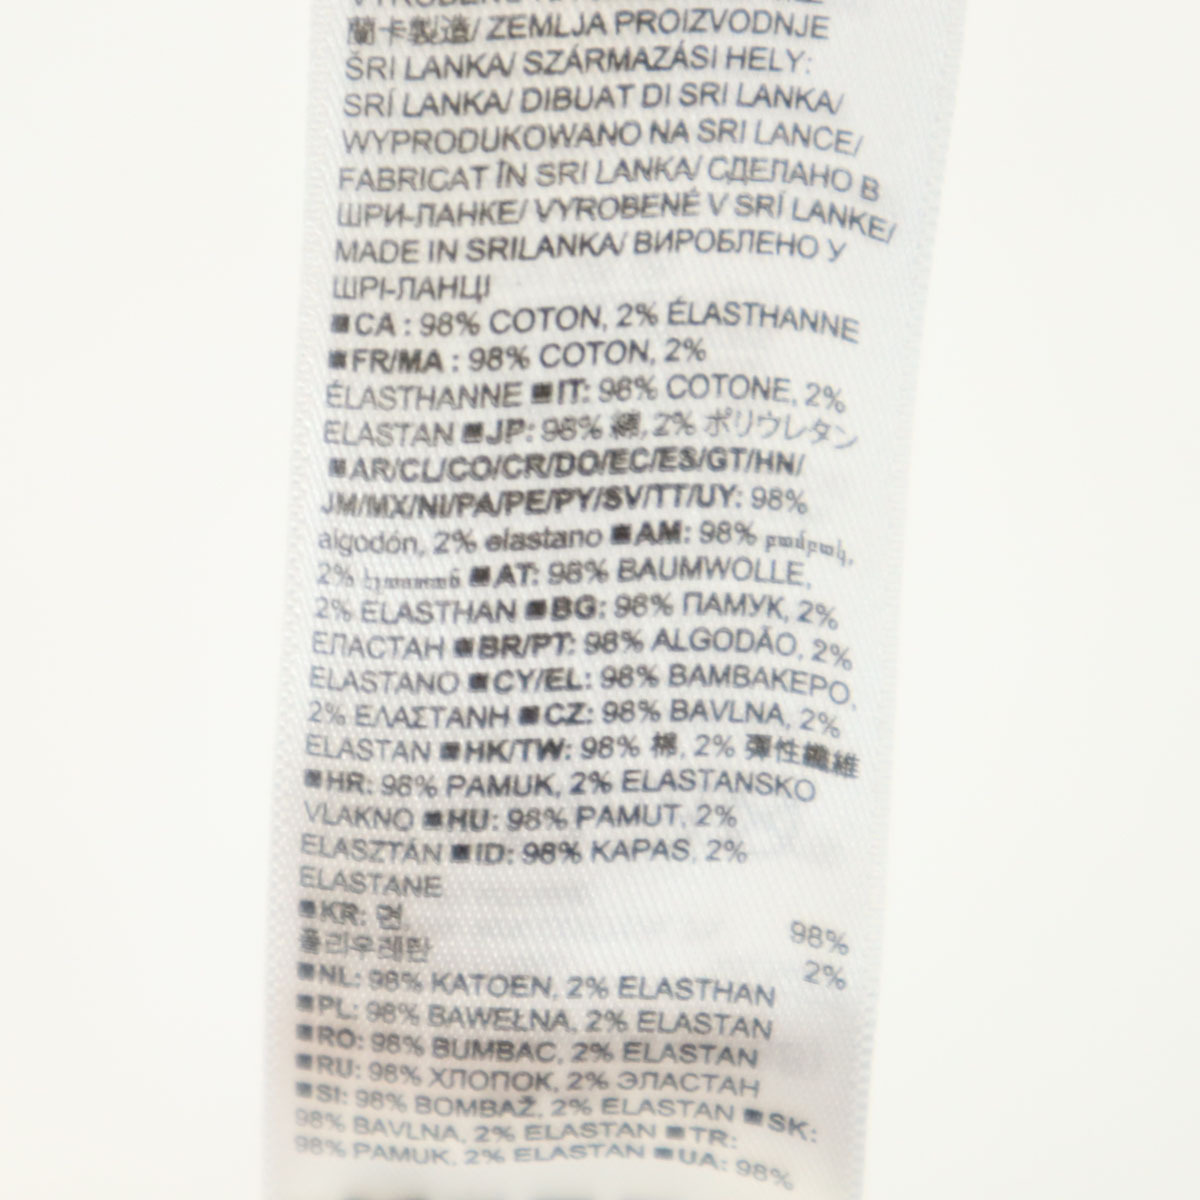 蘭卡製造/ ZEMLJA PROIZVODNJE
ŠRI LANKA/ SZÁRMAZÁSI HELY:
SRÍ LANKA/ DIBUAT DI SRI LANKA/
WYPRODUKOWANO NA SRI LANCE/
FABRICAT ÎN SRI LANKA/ СДЕЛАНО В
ШРИ-ЛАНКЕ/ VYROBENÉ V SRÍ LANKE/
MADE IN SRILANKA/ ВИРОБЛЕНО У
ШРІ-ЛАНЦІ
■CA : 98% COTON, 2% ÉLASTHANNE
■FR/MA : 98% COTON, 2%
ÉLASTHANNE ■IT: 98% COTONE, 2%
ELASTAN ■JP: 98% 綿, 2% ポリウレタン
■AR/CL/CO/CR/DO/EC/ES/GT/HN/
JM/MX/NI/PA/PE/PY/SV/TT/UY: 98%
algodón, 2% elastano ■AM: 98% բամբակ,
2% էլաստան ■AT: 98% BAUMWOLLE,
2% ELASTHAN ■BG: 98% ПАМУК, 2%
ЕЛАСТАН ■BR/PT: 98% ALGODÃO, 2%
ELASTANO ■CY/EL: 98% ΒΑΜΒΑΚΕΡΟ,
2% ΕΛΑΣΤΑΝΗ ■CZ: 98% BAVLNA, 2%
ELASTAN ■HK/TW: 98% 棉, 2% 彈性纖維
■HR: 98% PAMUK, 2% ELASTANSKO
VLAKNO ■HU: 98% PAMUT, 2%
ELASZTÁN ■ID: 98% KAPAS, 2%
ELASTANE
■KR: 면, 98%
폴리우레탄 2%
■NL: 98% KATOEN, 2% ELASTHAN
■PL: 98% BAWEŁNA, 2% ELASTAN
■RO: 98% BUMBAC, 2% ELASTAN
■RU: 98% ХЛОПОК, 2% ЭЛАСТАН
■SI: 98% BOMBAŽ, 2% ELASTAN ■SK:
98% BAVLNA, 2% ELASTAN ■TR:
98% PAMUK, 2% ELASTAN ■UA: 98%